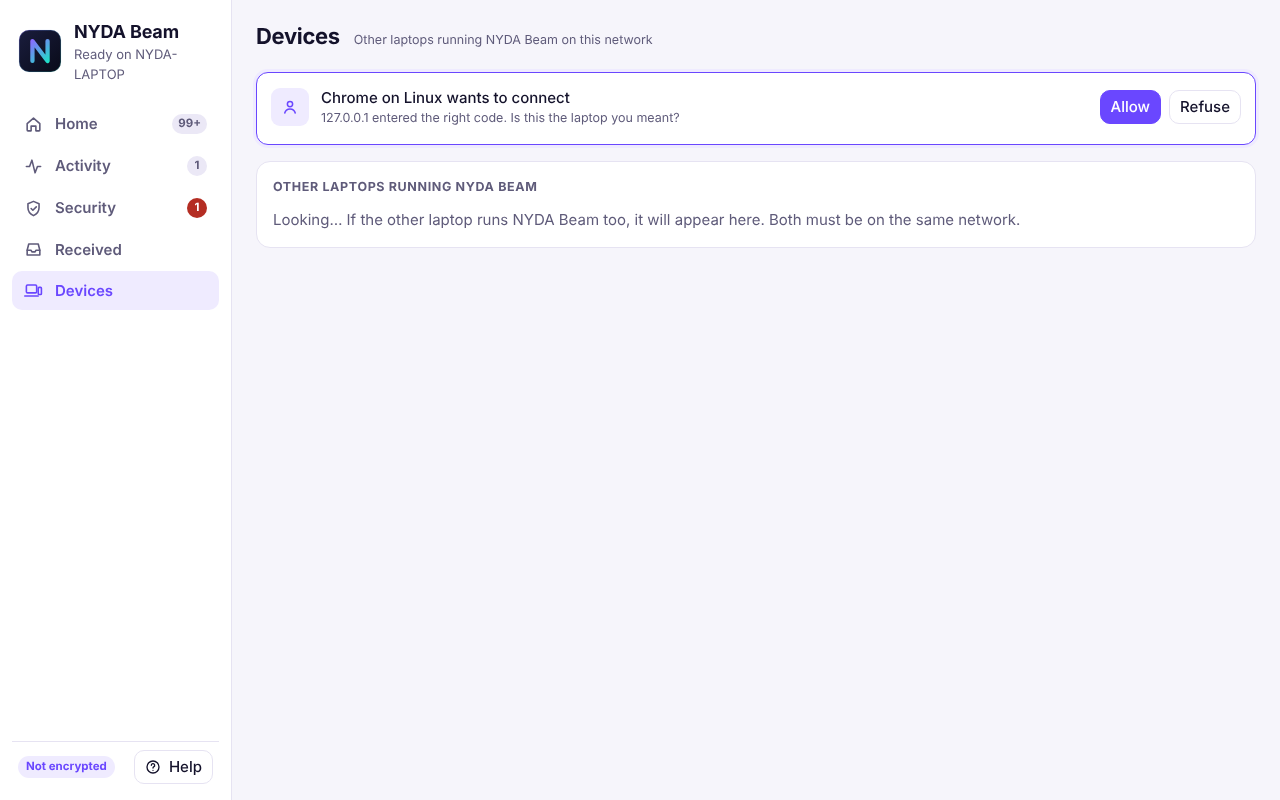 NYDA Beam
Ready on NYDA-
LAPTOP
Home 99+
Activity 1
Security 1
Received
Devices
Not encrypted
Help
Devices Other laptops running NYDA Beam on this network
Chrome on Linux wants to connect
127.0.0.1 entered the right code. Is this the laptop you meant?
Allow Refuse
OTHER LAPTOPS RUNNING NYDA BEAM
Looking... If the other laptop runs NYDA Beam too, it will appear here. Both must be on the same network.